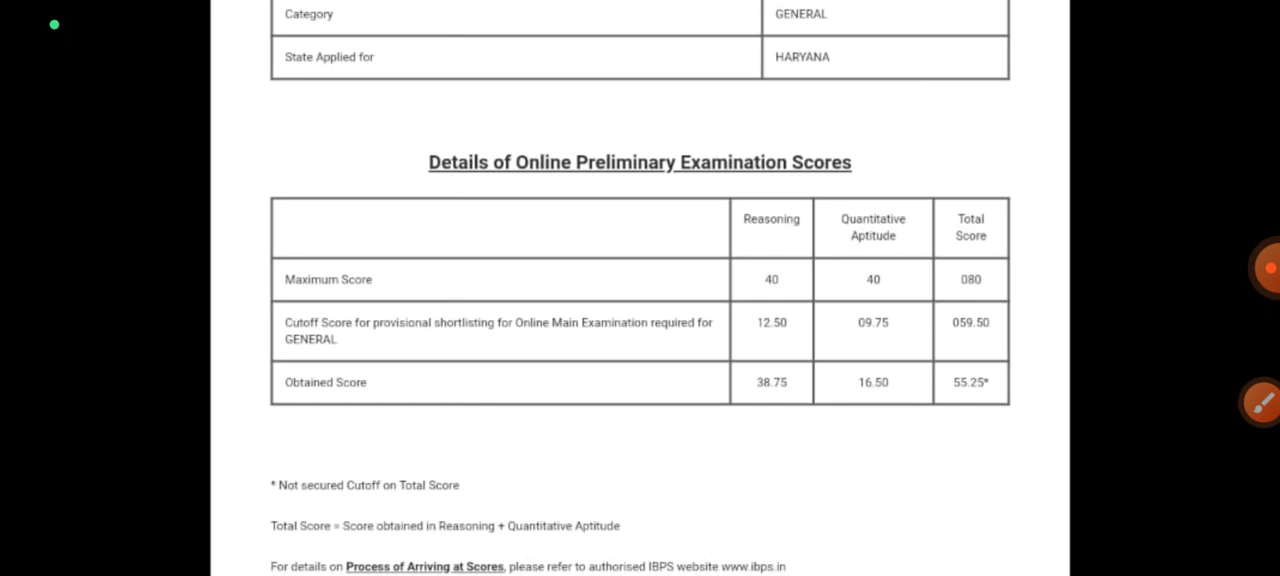 Category GENERAL
State Applied for HARYANA
Details of Online Preliminary Examination Scores
Reasoning Quantitative Aptitude Total Score
Maximum Score 40 40 080
Cutoff Score for provisional shortlisting for Online Main Examination required for GENERAL 12.50 09.75 059.50
Obtained Score 38.75 16.50 55.25*
* Not secured Cutoff on Total Score
Total Score = Score obtained in Reasoning + Quantitative Aptitude
For details on Process of Arriving at Scores, please refer to authorised IBPS website www.ibps.in